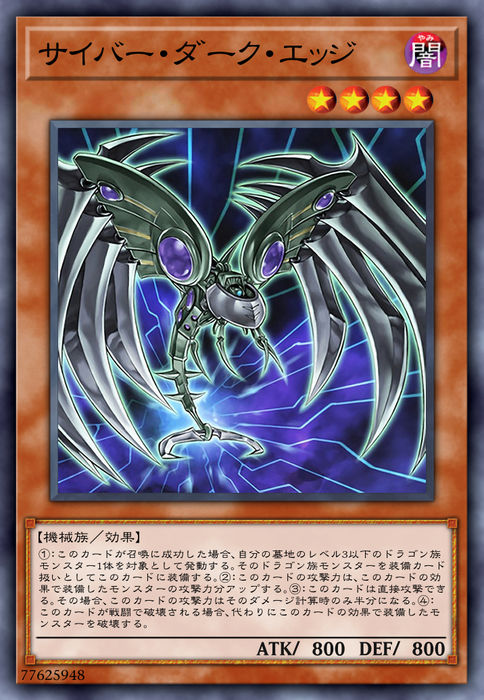 サイバー・ダーク・エッジ
やみ
闇
【機械族／効果】
①:このカードが召喚に成功した場合、自分の墓地のレベル3以下のドラゴン族
モンスター1体を対象として発動する。そのドラゴン族モンスターを装備カード
扱いとしてこのカードに装備する。②:このカードの攻撃力は、このカードの効
果で装備したモンスターの攻撃力分アップする。③:このカードは直接攻撃でき
る。その場合、このカードの攻撃力はそのダメージ計算時のみ半分になる。④:
このカードが戦闘で破壊される場合、代わりにこのカードの効果で装備したモ
ンスターを破壊する。
ATK/ 800 DEF/ 800
77625948